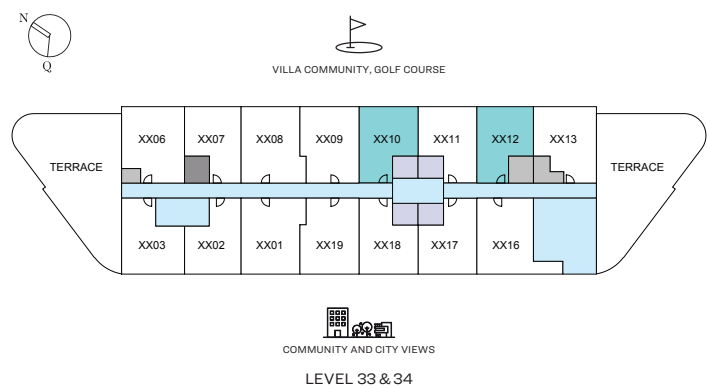 N
Q
VILLA COMMUNITY, GOLF COURSE
XX06 XX07 XX08 XX09 XX10 XX11 XX12 XX13
TERRACE TERRACE
XX03 XX02 XX01 XX19 XX18 XX17 XX16
COMMUNITY AND CITY VIEWS
LEVEL 33 & 34